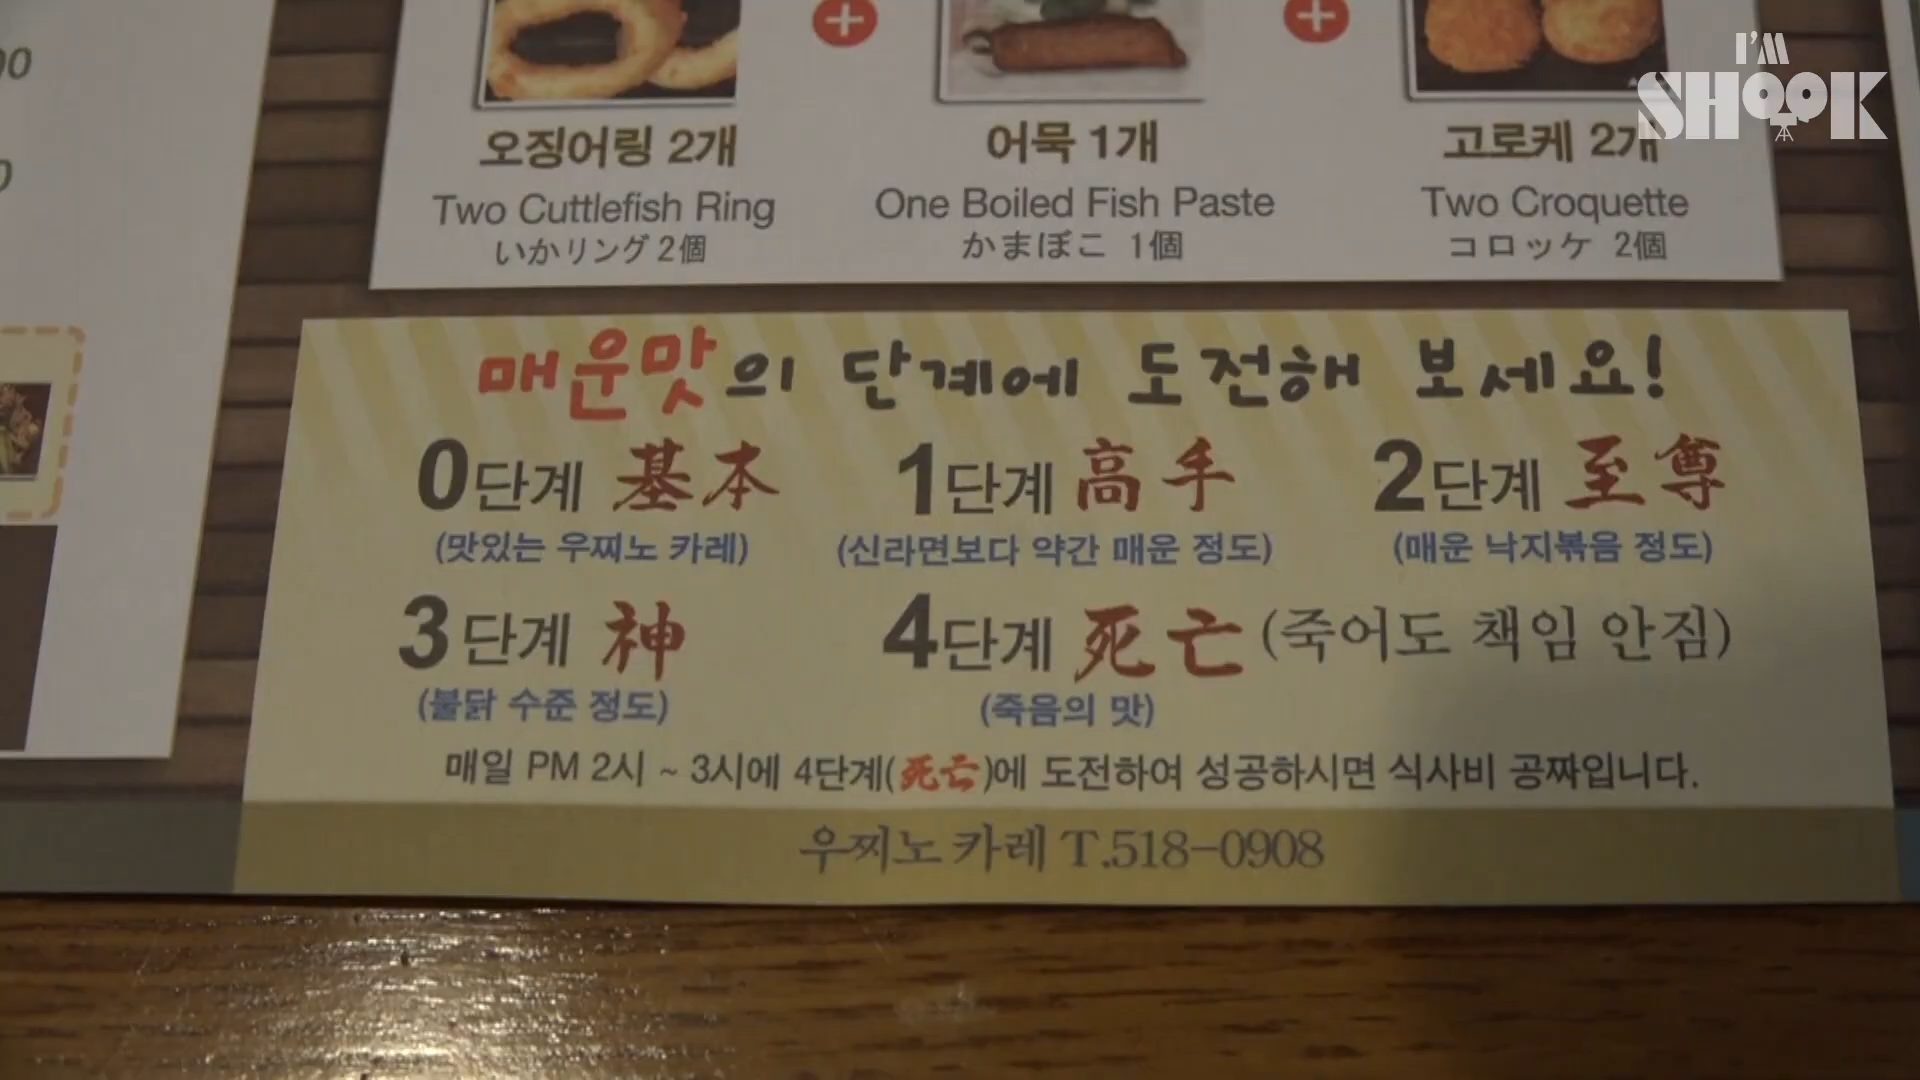 I'M
SHOOK
오징어링 2개
어묵 1개
고로케 2개
Two Cuttlefish Ring
One Boiled Fish Paste
Two Croquette
いかリング 2個
かまぼこ 1個
コロッケ 2個
매운맛의 단계에 도전해 보세요!
0단계 基本
1단계 高手
2단계 至尊
(맛있는 우찌노 카레)
(신라면보다 약간 매운 정도)
(매운 낙지볶음 정도)
3단계 神
4단계 死亡 (죽어도 책임 안짐)
(불닭 수준 정도)
(죽음의 맛)
매일 PM 2시 ~ 3시에 4단계(死亡)에 도전하여 성공하시면 식사비 공짜입니다.
우찌노 카레 T.518-0908